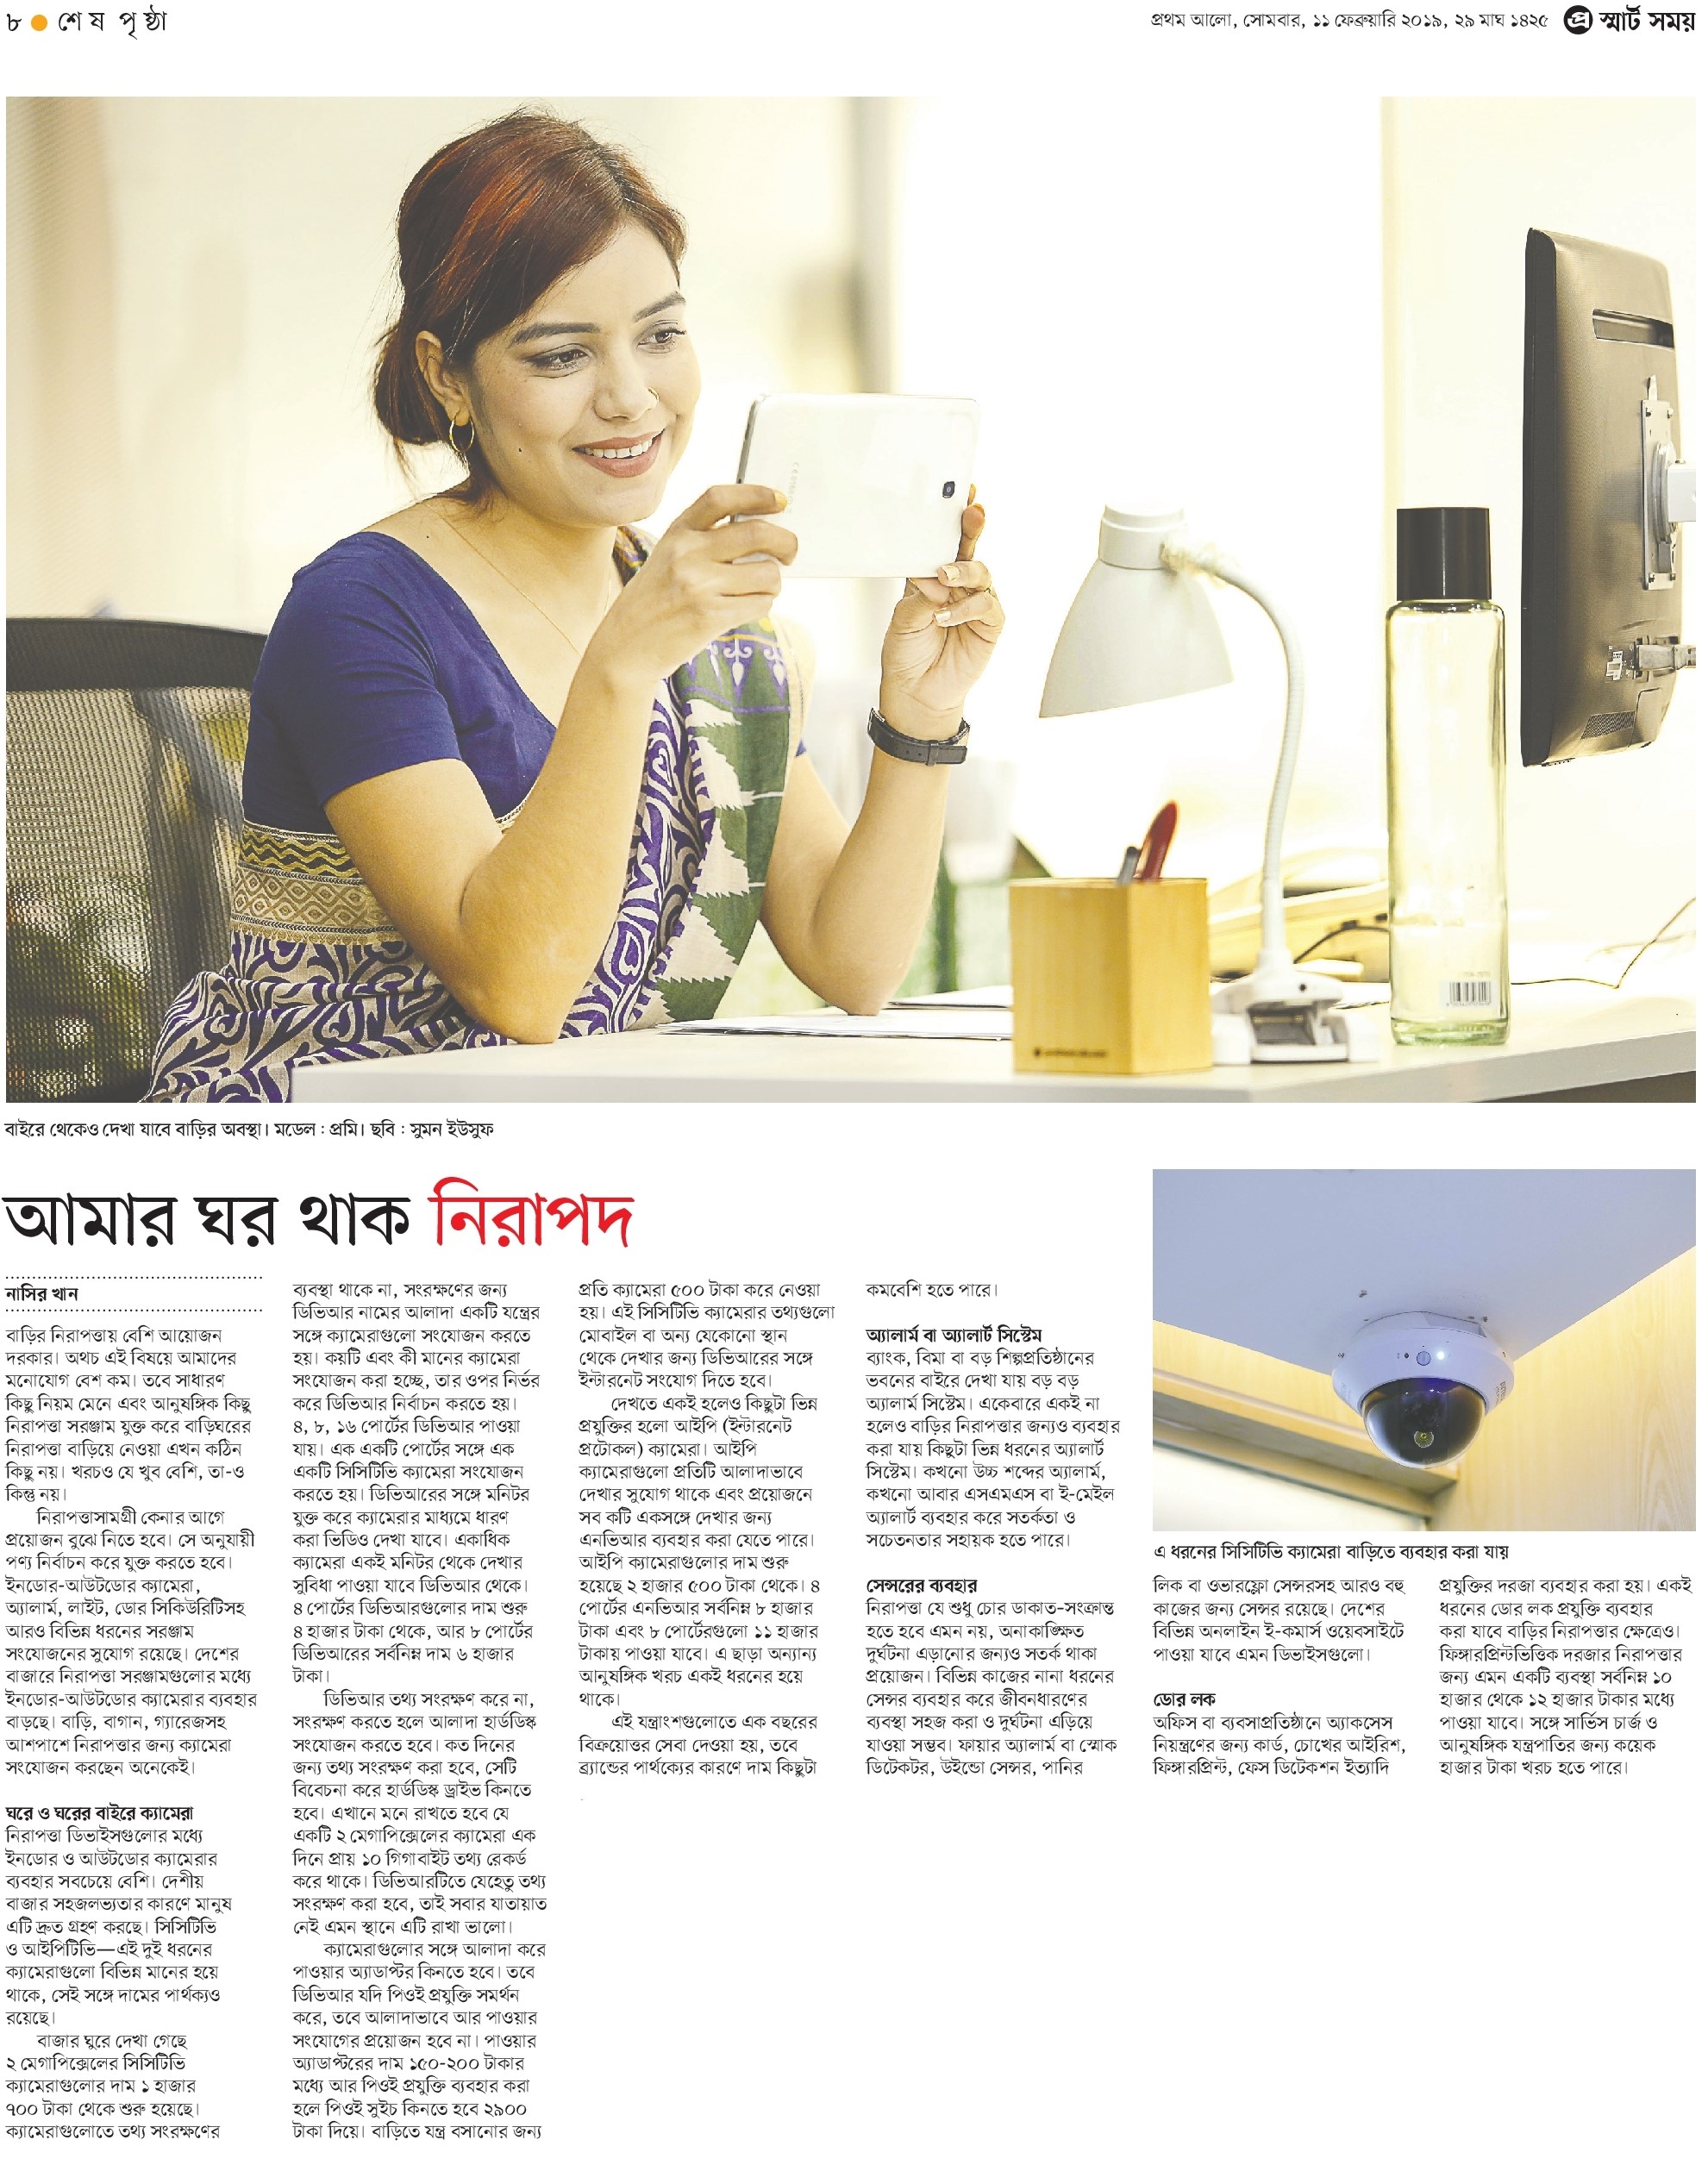 ৮ ● শেষ পৃষ্ঠা
প্রথম আলো, সোমবার, ১১ ফেব্রুয়ারি ২০১৯, ২৯ মাঘ ১৪২৫ প্র স্মার্ট সময়
বাইরে থেকেও দেখা যাবে বাড়ির অবস্থা। মডেল : প্রমি। ছবি : সুমন ইউসুফ
আমার ঘর থাক নিরাপদ
নাসির খান
বাড়ির নিরাপত্তায় বেশি আয়োজন
দরকার। অথচ এই বিষয়ে আমাদের
মনোযোগ বেশ কম। তবে সাধারণ
কিছু নিয়ম মেনে এবং আনুষঙ্গিক কিছু
নিরাপত্তা সরঞ্জাম যুক্ত করে বাড়িঘরের
নিরাপত্তা বাড়িয়ে নেওয়া এখন কঠিন
কিছু নয়। খরচও যে খুব বেশি, তা-ও
কিন্তু নয়।
নিরাপত্তাসামগ্রী কেনার আগে
প্রয়োজন বুঝে নিতে হবে। সে অনুযায়ী
পণ্য নির্বাচন করে যুক্ত করতে হবে।
ইনডোর-আউটডোর ক্যামেরা,
অ্যালার্ম, লাইট, ডোর সিকিউরিটিসহ
আরও বিভিন্ন ধরনের সরঞ্জাম
সংযোজনের সুযোগ রয়েছে। দেশের
বাজারে নিরাপত্তা সরঞ্জামগুলোর মধ্যে
ইনডোর-আউটডোর ক্যামেরার ব্যবহার
বাড়ছে। বাড়ি, বাগান, গ্যারেজসহ
আশপাশে নিরাপত্তার জন্য ক্যামেরা
সংযোজন করছেন অনেকেই।
ঘরে ও ঘরের বাইরে ক্যামেরা
নিরাপত্তা ডিভাইসগুলোর মধ্যে
ইনডোর ও আউটডোর ক্যামেরার
ব্যবহার সবচেয়ে বেশি। দেশীয়
বাজার সহজলভ্যতার কারণে মানুষ
এটি দ্রুত গ্রহণ করছে। সিসিটিভি
ও আইপিটিভি—এই দুই ধরনের
ক্যামেরাগুলো বিভিন্ন মানের হয়ে
থাকে, সেই সঙ্গে দামের পার্থক্যও
রয়েছে।
বাজার ঘুরে দেখা গেছে
২ মেগাপিক্সেলের সিসিটিভি
ক্যামেরাগুলোর দাম ১ হাজার
৭০০ টাকা থেকে শুরু হয়েছে।
ক্যামেরাগুলোতে তথ্য সংরক্ষণের
ব্যবস্থা থাকে না, সংরক্ষণের জন্য
ডিভিআর নামের আলাদা একটি যন্ত্রের
সঙ্গে ক্যামেরাগুলো সংযোজন করতে
হয়। কয়টি এবং কী মানের ক্যামেরা
সংযোজন করা হচ্ছে, তার ওপর নির্ভর
করে ডিভিআর নির্বাচন করতে হয়।
৪, ৮, ১৬ পোর্টের ডিভিআর পাওয়া
যায়। এক একটি পোর্টের সঙ্গে এক
একটি সিসিটিভি ক্যামেরা সংযোজন
করতে হয়। ডিভিআরের সঙ্গে মনিটর
যুক্ত করে ক্যামেরার মাধ্যমে ধারণ
করা ভিডিও দেখা যাবে। একাধিক
ক্যামেরা একই মনিটর থেকে দেখার
সুবিধা পাওয়া যাবে ডিভিআর থেকে।
৪ পোর্টের ডিভিআরগুলোর দাম শুরু
৪ হাজার টাকা থেকে, আর ৮ পোর্টের
ডিভিআরের সর্বনিম্ন দাম ৬ হাজার
টাকা।
ডিভিআর তথ্য সংরক্ষণ করে না,
সংরক্ষণ করতে হলে আলাদা হার্ডডিস্ক
সংযোজন করতে হবে। কত দিনের
জন্য তথ্য সংরক্ষণ করা হবে, সেটি
বিবেচনা করে হার্ডডিস্ক ড্রাইভ কিনতে
হবে। এখানে মনে রাখতে হবে যে
একটি ২ মেগাপিক্সেলের ক্যামেরা এক
দিনে প্রায় ১০ গিগাবাইট তথ্য রেকর্ড
করে থাকে। ডিভিআরটিতে যেহেতু তথ্য
সংরক্ষণ করা হবে, তাই সবার যাতায়াত
নেই এমন স্থানে এটি রাখা ভালো।
ক্যামেরাগুলোর সঙ্গে আলাদা করে
পাওয়ার অ্যাডাপ্টর কিনতে হবে। তবে
ডিভিআর যদি পিওই প্রযুক্তি সমর্থন
করে, তবে আলাদাভাবে আর পাওয়ার
সংযোগের প্রয়োজন হবে না। পাওয়ার
অ্যাডাপ্টরের দাম ১৫০-২০০ টাকার
মধ্যে আর পিওই প্রযুক্তি ব্যবহার করা
হলে পিওই সুইচ কিনতে হবে ২৯০০
টাকা দিয়ে। বাড়িতে যন্ত্র বসানোর জন্য
প্রতি ক্যামেরা ৫০০ টাকা করে নেওয়া
হয়। এই সিসিটিভি ক্যামেরার তথ্যগুলো
মোবাইল বা অন্য যেকোনো স্থান
থেকে দেখার জন্য ডিভিআরের সঙ্গে
ইন্টারনেট সংযোগ দিতে হবে।
দেখতে একই হলেও কিছুটা ভিন্ন
প্রযুক্তির হলো আইপি (ইন্টারনেট
প্রটোকল) ক্যামেরা। আইপি
ক্যামেরাগুলো প্রতিটি আলাদাভাবে
দেখার সুযোগ থাকে এবং প্রয়োজনে
সব কটি একসঙ্গে দেখার জন্য
এনভিআর ব্যবহার করা যেতে পারে।
আইপি ক্যামেরাগুলোর দাম শুরু
হয়েছে ২ হাজার ৫০০ টাকা থেকে। ৪
পোর্টের এনভিআর সর্বনিম্ন ৮ হাজার
টাকা এবং ৮ পোর্টেরগুলো ১১ হাজার
টাকায় পাওয়া যাবে। এ ছাড়া অন্যান্য
আনুষঙ্গিক খরচ একই ধরনের হয়ে
থাকে।
এই যন্ত্রাংশগুলোতে এক বছরের
বিক্রয়োত্তর সেবা দেওয়া হয়, তবে
ব্র্যান্ডের পার্থক্যের কারণে দাম কিছুটা
কমবেশি হতে পারে।
অ্যালার্ম বা অ্যালার্ট সিস্টেম
ব্যাংক, বিমা বা বড় শিল্পপ্রতিষ্ঠানের
ভবনের বাইরে দেখা যায় বড় বড়
অ্যালার্ম সিস্টেম। একেবারে একই না
হলেও বাড়ির নিরাপত্তার জন্যও ব্যবহার
করা যায় কিছুটা ভিন্ন ধরনের অ্যালার্ট
সিস্টেম। কখনো উচ্চ শব্দের অ্যালার্ম,
কখনো আবার এসএমএস বা ই-মেইল
অ্যালার্ট ব্যবহার করে সতর্কতা ও
সচেতনতার সহায়ক হতে পারে।
সেন্সরের ব্যবহার
নিরাপত্তা যে শুধু চোর ডাকাত-সংক্রান্ত
হতে হবে এমন নয়, অনাকাঙ্ক্ষিত
দুর্ঘটনা এড়ানোর জন্যও সতর্ক থাকা
প্রয়োজন। বিভিন্ন কাজের নানা ধরনের
সেন্সর ব্যবহার করে জীবনধারণের
ব্যবস্থা সহজ করা ও দুর্ঘটনা এড়িয়ে
যাওয়া সম্ভব। ফায়ার অ্যালার্ম বা স্মোক
ডিটেকটর, উইন্ডো সেন্সর, পানির
এ ধরনের সিসিটিভি ক্যামেরা বাড়িতে ব্যবহার করা যায়
লিক বা ওভারফ্লো সেন্সরসহ আরও বহু
কাজের জন্য সেন্সর রয়েছে। দেশের
বিভিন্ন অনলাইন ই-কমার্স ওয়েবসাইটে
পাওয়া যাবে এমন ডিভাইসগুলো।
ডোর লক
অফিস বা ব্যবসাপ্রতিষ্ঠানে অ্যাকসেস
নিয়ন্ত্রণের জন্য কার্ড, চোখের আইরিশ,
ফিঙ্গারপ্রিন্ট, ফেস ডিটেকশন ইত্যাদি
প্রযুক্তির দরজা ব্যবহার করা হয়। একই
ধরনের ডোর লক প্রযুক্তি ব্যবহার
করা যাবে বাড়ির নিরাপত্তার ক্ষেত্রেও।
ফিঙ্গারপ্রিন্টভিত্তিক দরজার নিরাপত্তার
জন্য এমন একটি ব্যবস্থা সর্বনিম্ন ১০
হাজার থেকে ১২ হাজার টাকার মধ্যে
পাওয়া যাবে। সঙ্গে সার্ভিস চার্জ ও
আনুষঙ্গিক যন্ত্রপাতির জন্য কয়েক
হাজার টাকা খরচ হতে পারে।